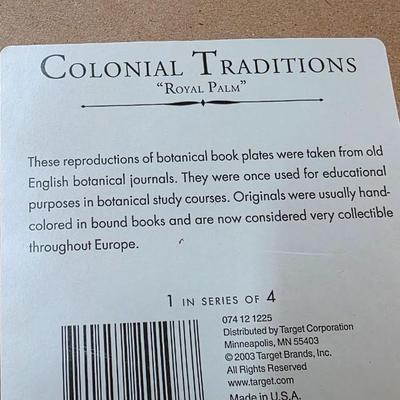 COLONIAL TRADITIONS
"ROYAL PALM"
These reproductions of botanical book plates were taken from old
English botanical journals. They were once used for educational
purposes in botanical study courses. Originals were usually hand-
colored in bound books and are now considered very collectible
throughout Europe.
1 IN SERIES OF 4
074 12 1225
Distributed by Target Corporation
Minneapolis, MN 55403
© 2003 Target Brands, Inc.
All Rights Reserved
www.target.com
Made in U.S.A.